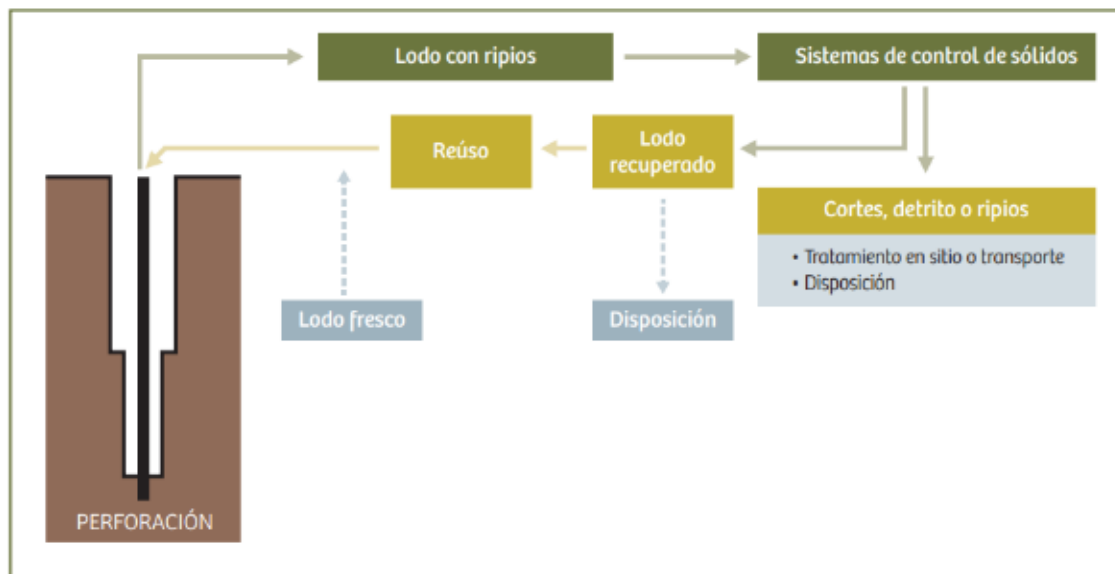 Lodo con ripios
Sistemas de control de sólidos
Reúso
Lodo
recuperado
Cortes, detrito o ripios
• Tratamiento en sitio o transporte
• Disposición
Lodo fresco
Disposición
PERFORACIÓN